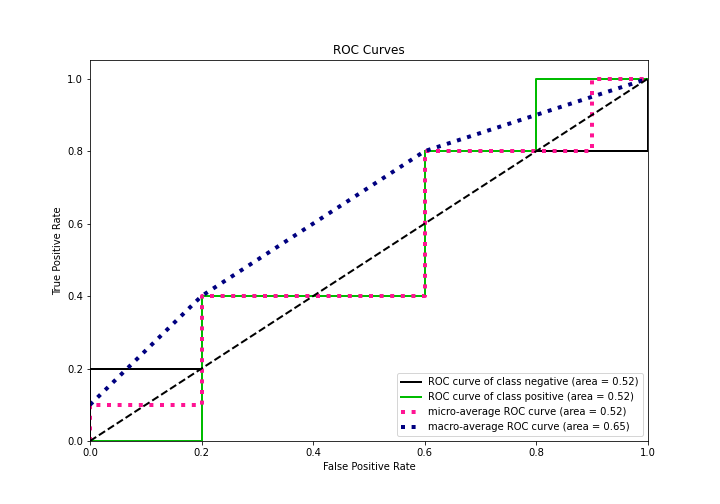 ROC Curves
1.0
0.8
0.6
0.4
0.2
0.0
True Positive Rate
ROC curve of class negative (area = 0.52)
ROC curve of class positive (area = 0.52)
micro-average ROC curve (area = 0.52)
macro-average ROC curve (area = 0.65)
0.0 0.2 0.4 0.6 0.8 1.0
False Positive Rate